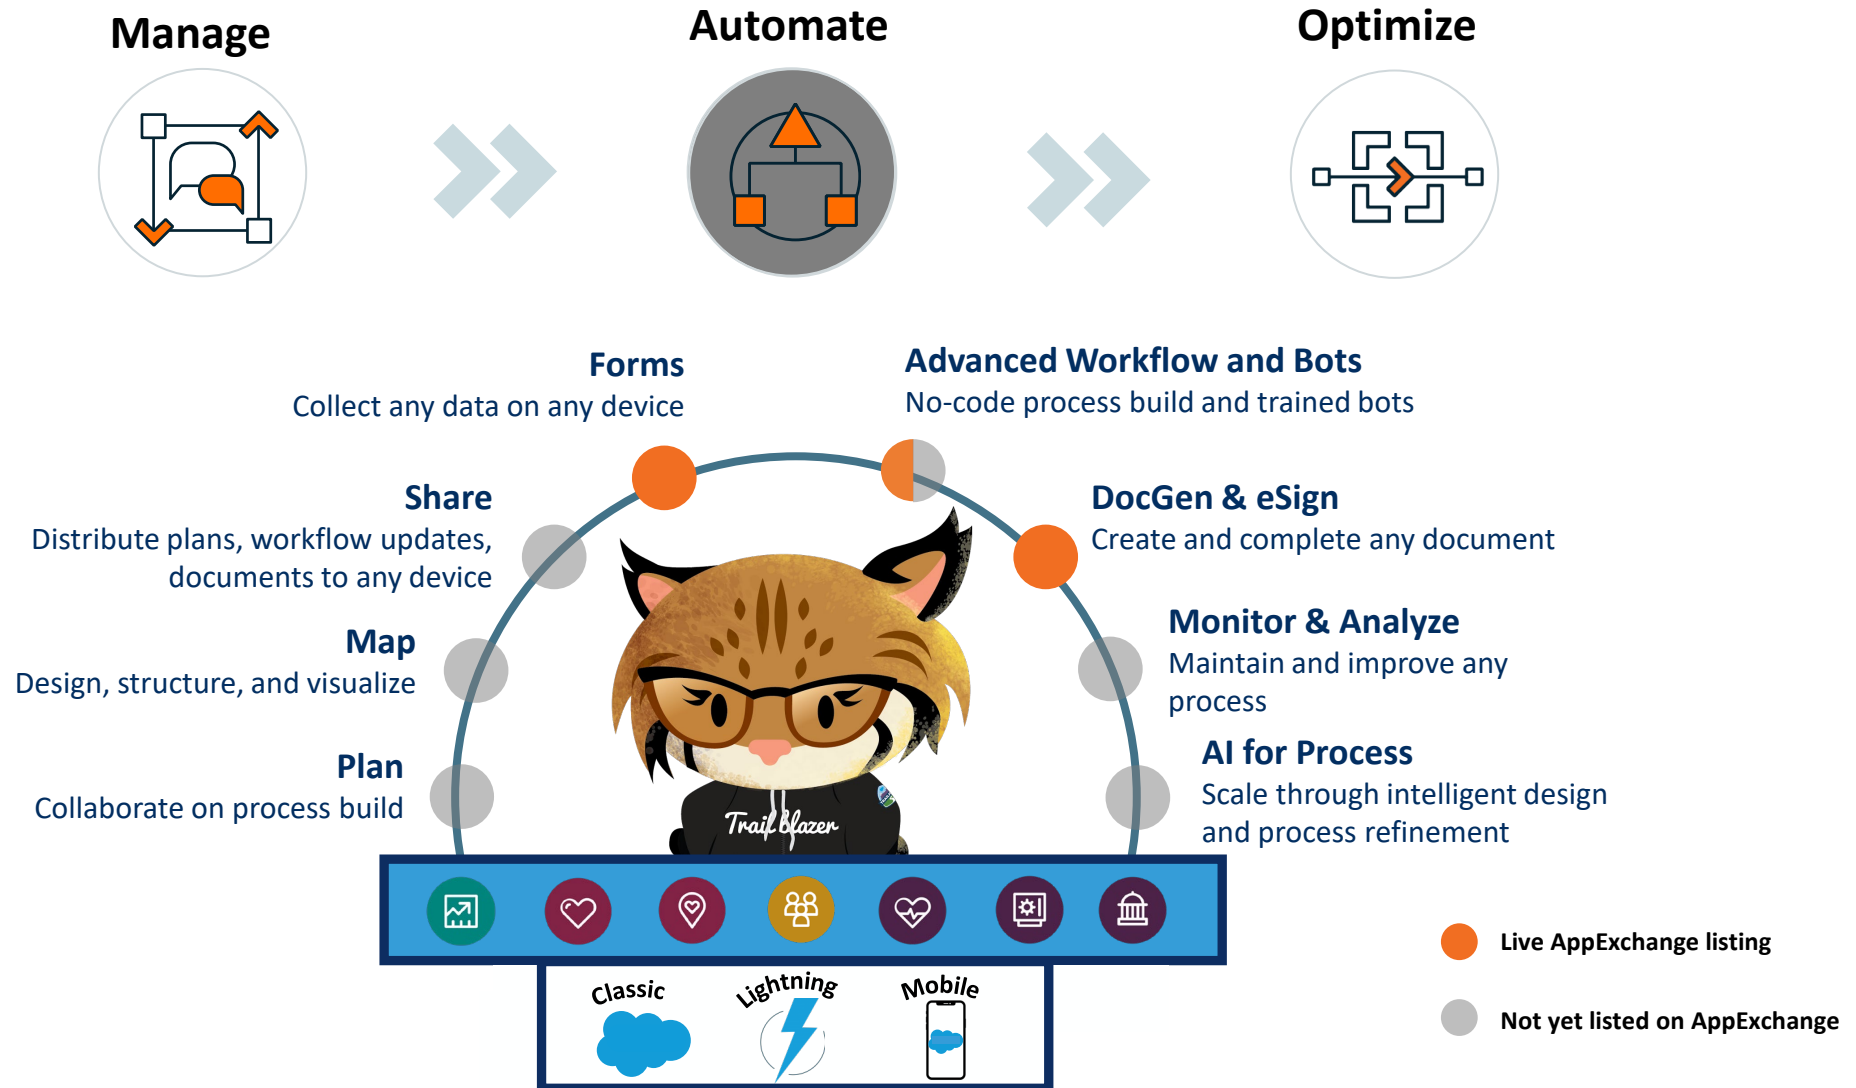 Manage
Automate
Optimize
Forms
Collect any data on any device
Advanced Workflow and Bots
No-code process build and trained bots
Share
Distribute plans, workflow updates,
documents to any device
DocGen & eSign
Create and complete any document
Map
Design, structure, and visualize
Monitor & Analyze
Maintain and improve any
process
Plan
Collaborate on process build
AI for Process
Scale through intelligent design
and process refinement
Trailblazer
Classic
Lightning
Mobile
Live AppExchange listing
Not yet listed on AppExchange